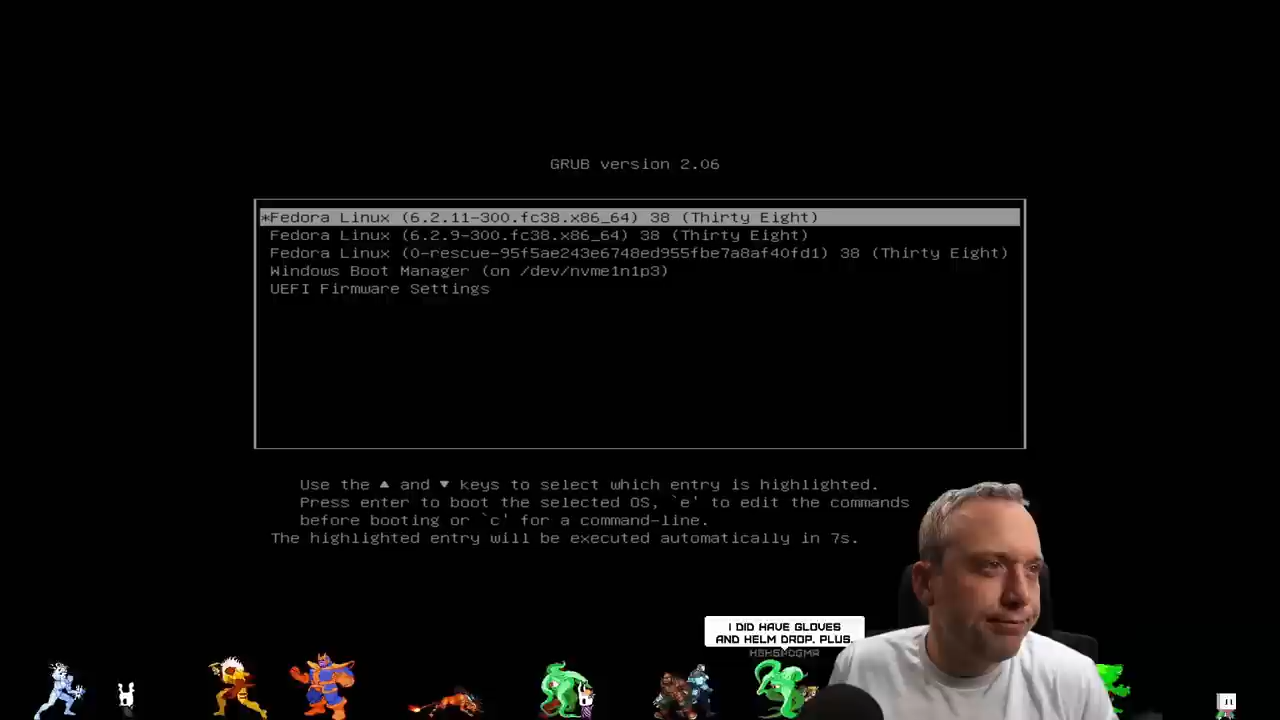 GRUB version 2.06
*Fedora Linux (6.2.11-300.fc38.x86_64) 38 (Thirty Eight)
Fedora Linux (6.2.9-300.fc38.x86_64) 38 (Thirty Eight)
Fedora Linux (0-rescue-95f5ae243e6748ed955fbe7a8af40fd1) 38 (Thirty Eight)
Windows Boot Manager (on /dev/nvme1n1p3)
UEFI Firmware Settings
Use the ▲ and ▼ keys to select which entry is highlighted.
Press enter to boot the selected OS, `e' to edit the commands
before booting or `c' for a command-line.
The highlighted entry will be executed automatically in 7s.
I DID HAVE GLOVES
AND HELM DROP. PLUS.